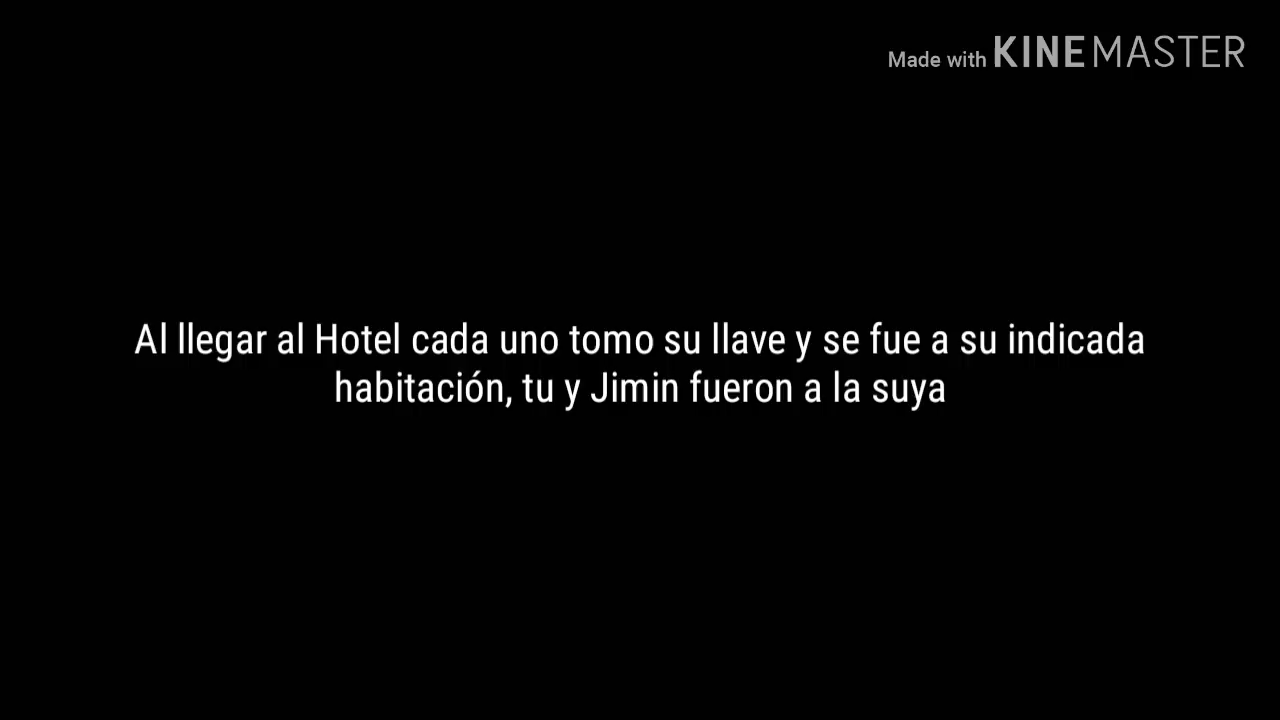 Made with KINEMASTER
Al llegar al Hotel cada uno tomo su llave y se fue a su indicada
habitación, tu y Jimin fueron a la suya